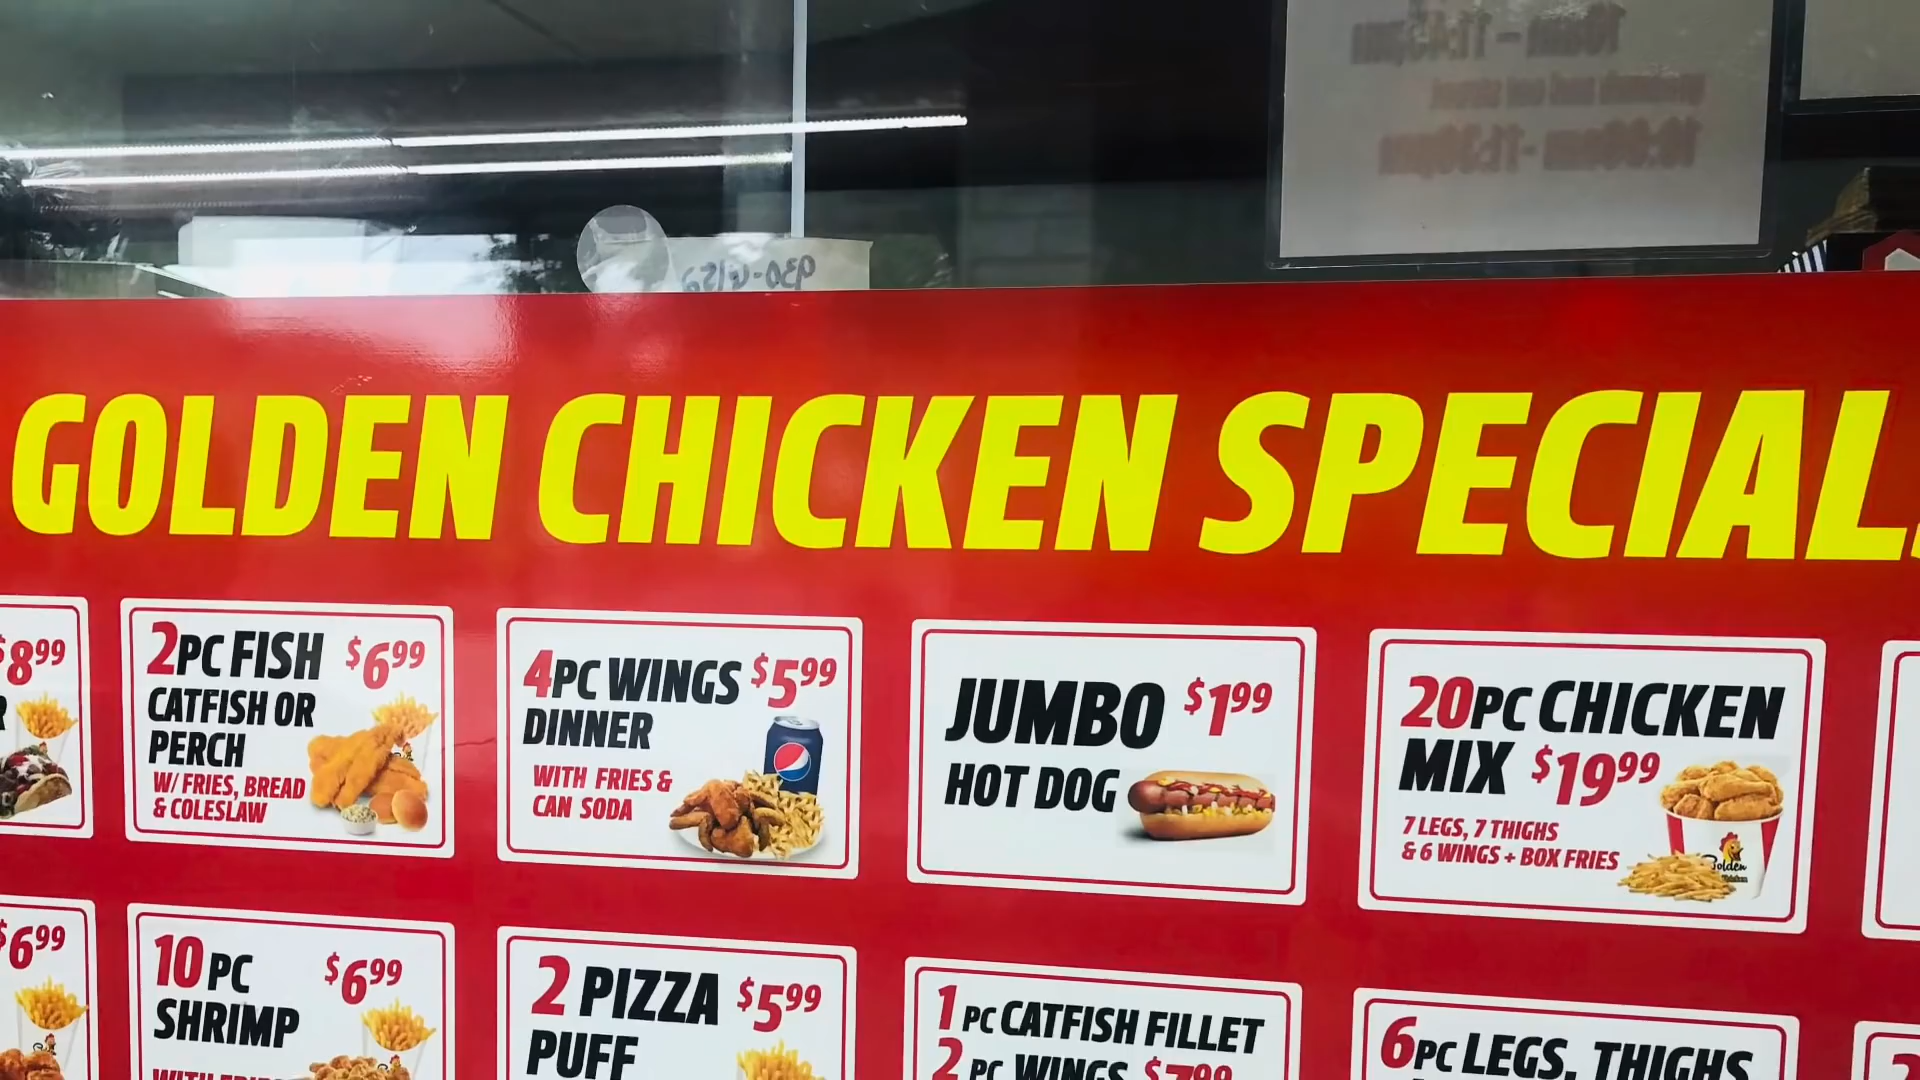 GOLDEN CHICKEN SPECIAL
$8.99
2PC FISH $6.99
CATFISH OR
PERCH
W/ FRIES, BREAD
& COLESLAW
4PC WINGS $5.99
DINNER
WITH FRIES &
CAN SODA
JUMBO $1.99
HOT DOG
20PC CHICKEN
MIX $19.99
7 LEGS, 7 THIGHS
& 6 WINGS + BOX FRIES
Golden
$6.99
10 PC $6.99
SHRIMP
2 PIZZA $5.99
PUFF
1 PC CATFISH FILLET
2 PC WINGS $7.99
6PC LEGS, THIGHS